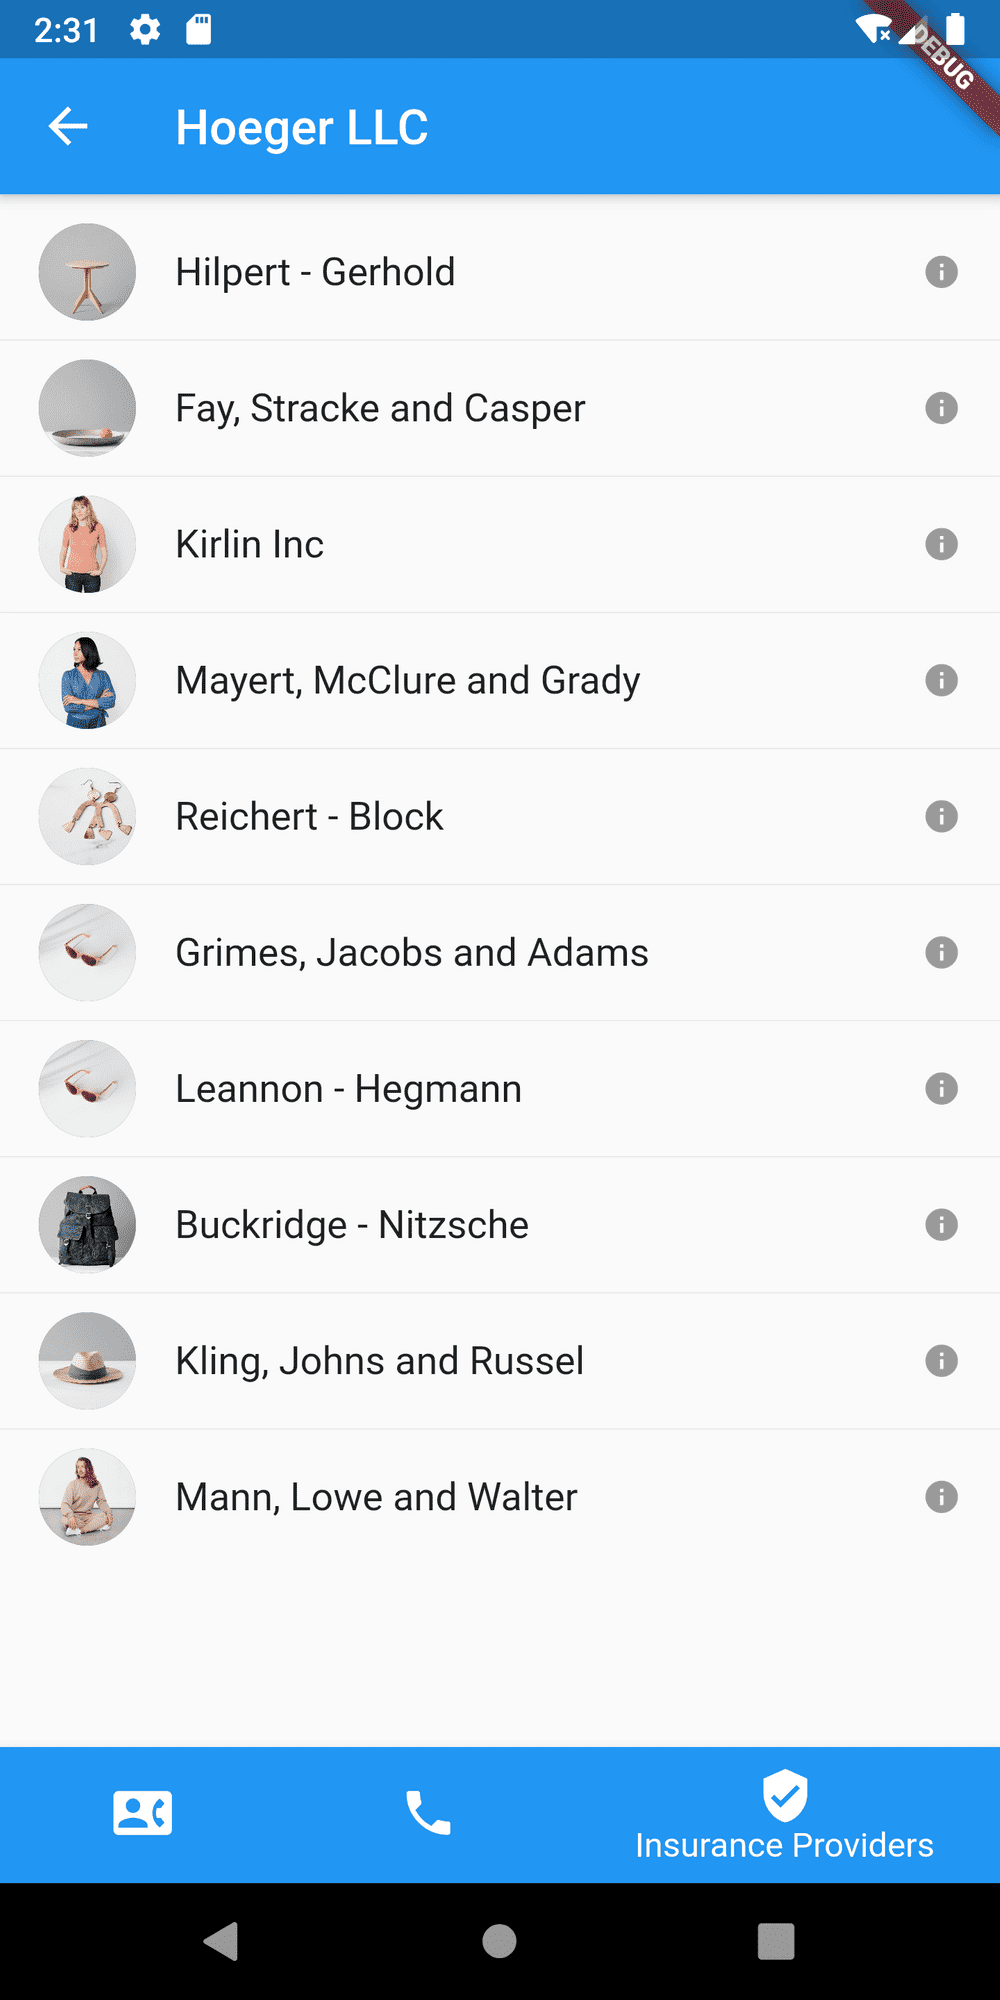 2:31
DEBUG
Hoeger LLC
Hilpert - Gerhold
Fay, Stracke and Casper
Kirlin Inc
Mayert, McClure and Grady
Reichert - Block
Grimes, Jacobs and Adams
Leannon - Hegmann
Buckridge - Nitzsche
Kling, Johns and Russel
Mann, Lowe and Walter
Insurance Providers